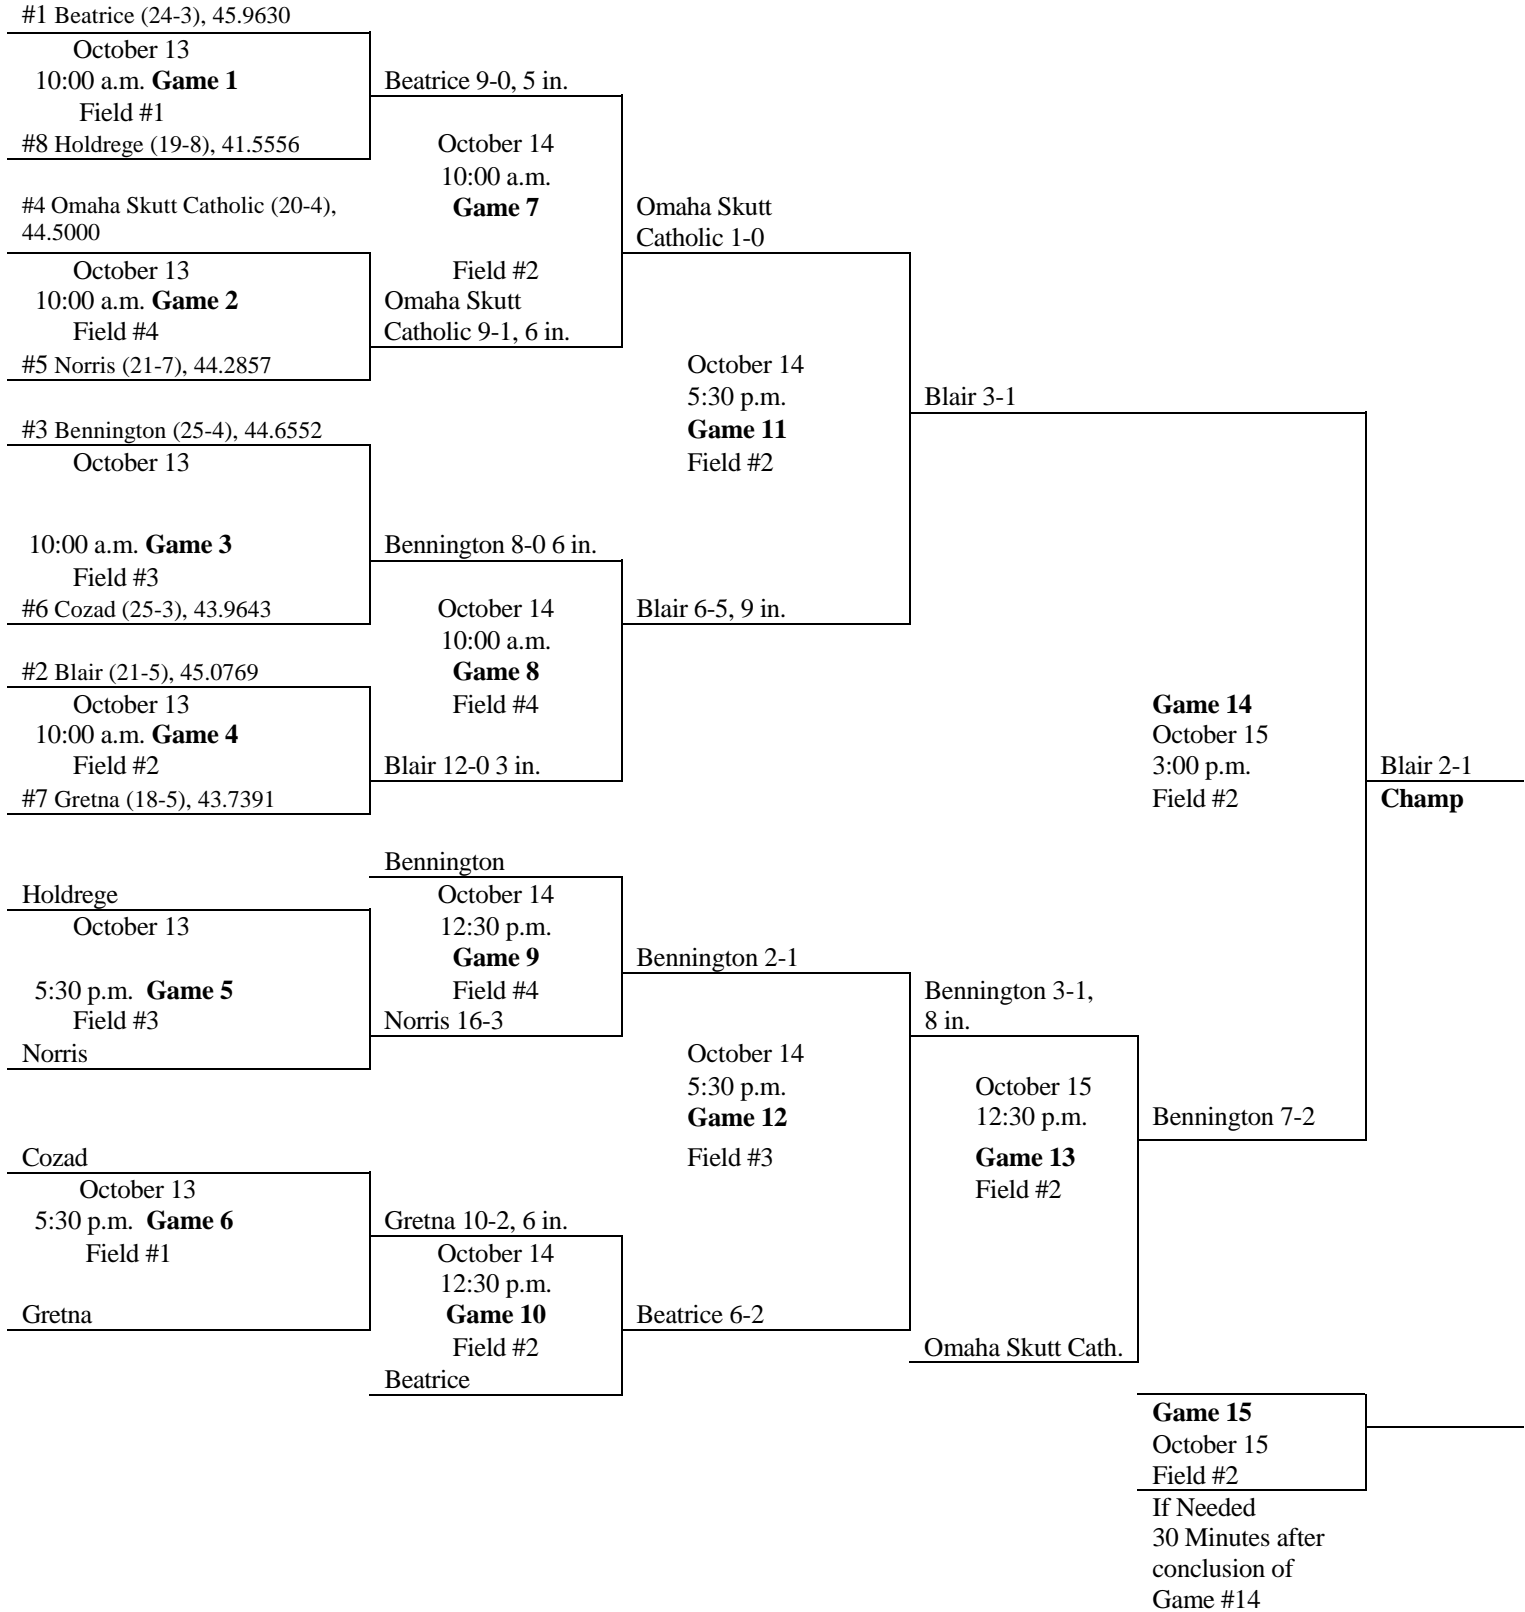 #1 Beatrice (24-3), 45.9630
October 13
10:00 a.m. Game 1
Field #1
#8 Holdrege (19-8), 41.5556
#4 Omaha Skutt Catholic (20-4),
44.5000
October 13
10:00 a.m. Game 2
Field #4
#5 Norris (21-7), 44.2857
#3 Bennington (25-4), 44.6552
October 13
10:00 a.m. Game 3
Field #3
#6 Cozad (25-3), 43.9643
#2 Blair (21-5), 45.0769
October 13
10:00 a.m. Game 4
Field #2
#7 Gretna (18-5), 43.7391
Holdrege
October 13
5:30 p.m. Game 5
Field #3
Norris
Cozad
October 13
5:30 p.m. Game 6
Field #1
Gretna
Beatrice 9-0, 5 in.
October 14
10:00 a.m.
Game 7
Field #2
Omaha Skutt
Catholic 9-1, 6 in.
Bennington 8-0 6 in.
October 14
10:00 a.m.
Game 8
Field #4
Blair 12-0 3 in.
Bennington
October 14
12:30 p.m.
Game 9
Field #4
Norris 16-3
Gretna 10-2, 6 in.
October 14
12:30 p.m.
Game 10
Field #2
Beatrice
Omaha Skutt
Catholic 1-0
October 14
5:30 p.m.
Game 11
Field #2
Blair 6-5, 9 in.
Bennington 2-1
October 14
5:30 p.m.
Game 12
Field #3
Beatrice 6-2
Blair 3-1
Bennington 3-1,
8 in.
October 15
12:30 p.m.
Game 13
Field #2
Omaha Skutt Cath.
Game 14
October 15
3:00 p.m.
Field #2
Bennington 7-2
Blair 2-1
Champ
Game 15
October 15
Field #2
If Needed
30 Minutes after
conclusion of
Game #14